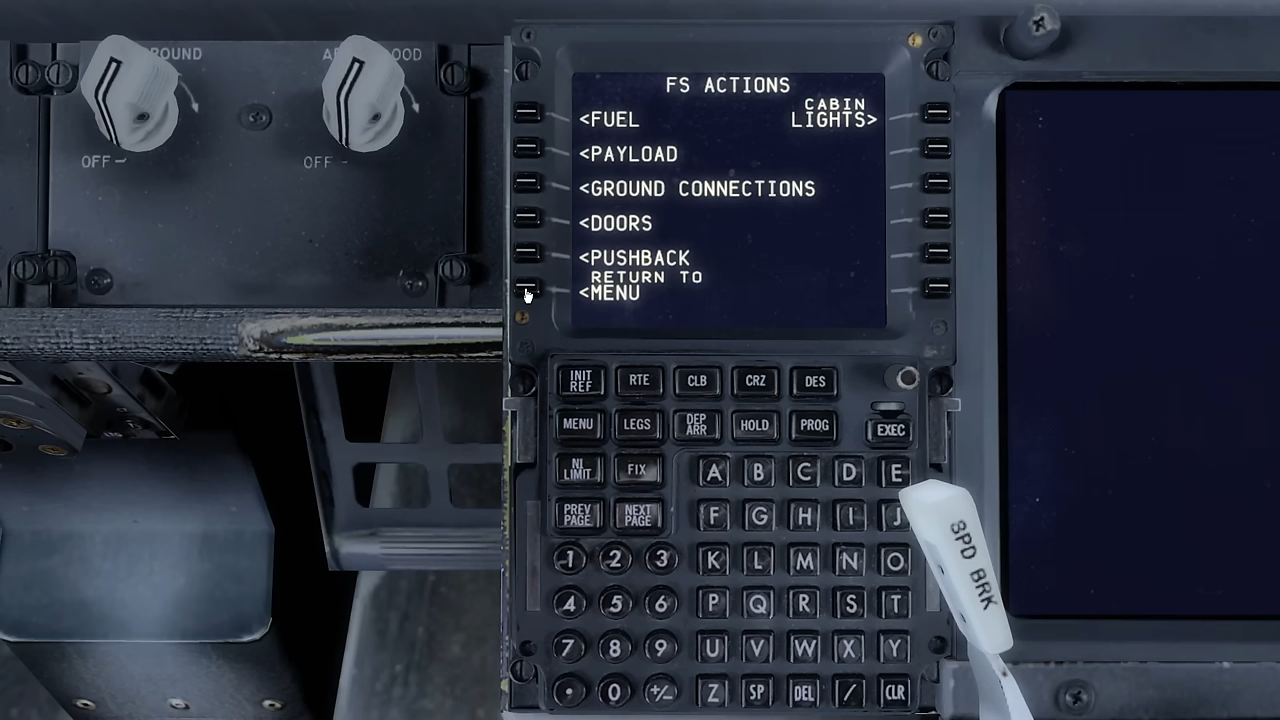 ROUND
OOD
OFF
OFF
FS ACTIONS
CABIN
<FUEL LIGHTS>
<PAYLOAD
<GROUND CONNECTIONS
<DOORS
<PUSHBACK
RETURN TO
<MENU
INIT REF RTE CLB CRZ DES
MENU LEGS DEP ARR HOLD PROG EXEC
N1 LIMIT FIX A B C D E
PREV PAGE NEXT PAGE F G H I J
1 2 3 K L M N O
4 5 6 P Q R S T
7 8 9 U V W X Y
. 0 +/- Z SP DEL / CLR
SPD BRK